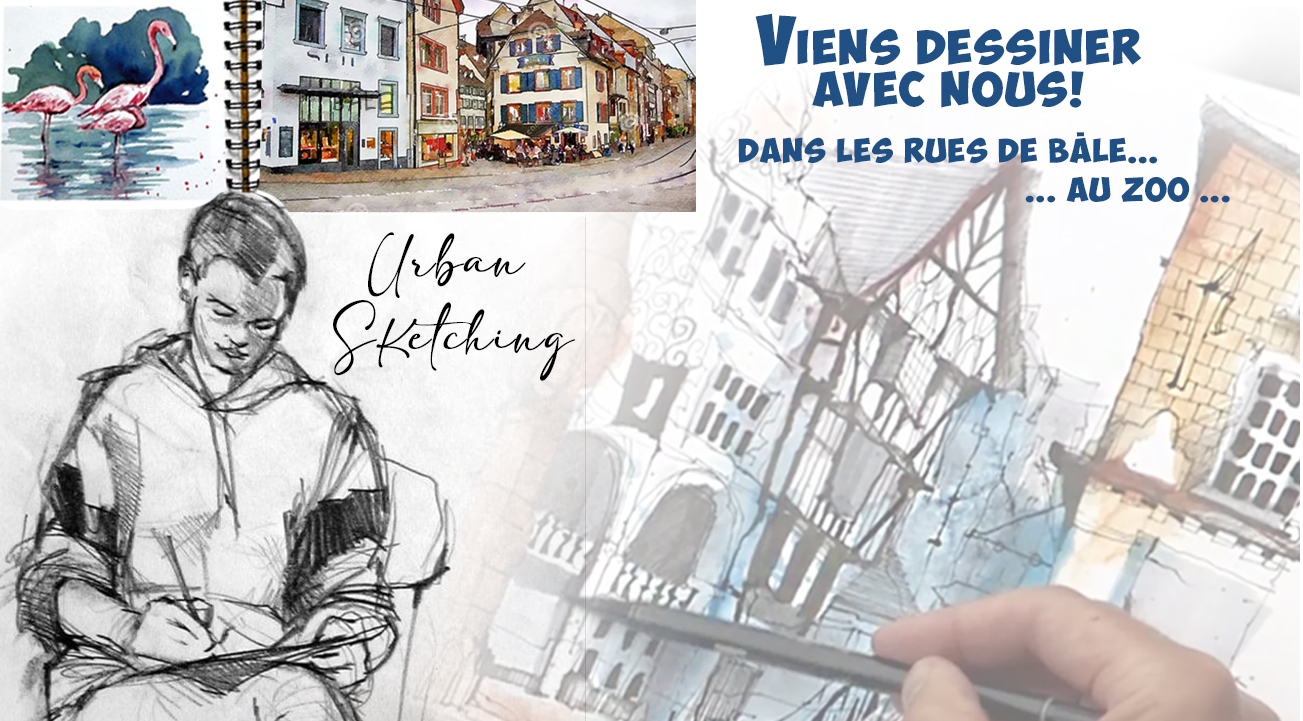 VIENS DESSINER
AVEC NOUS!
DANS LES RUES DE BÂLE...
... AU ZOO ...
Urban
SKetching